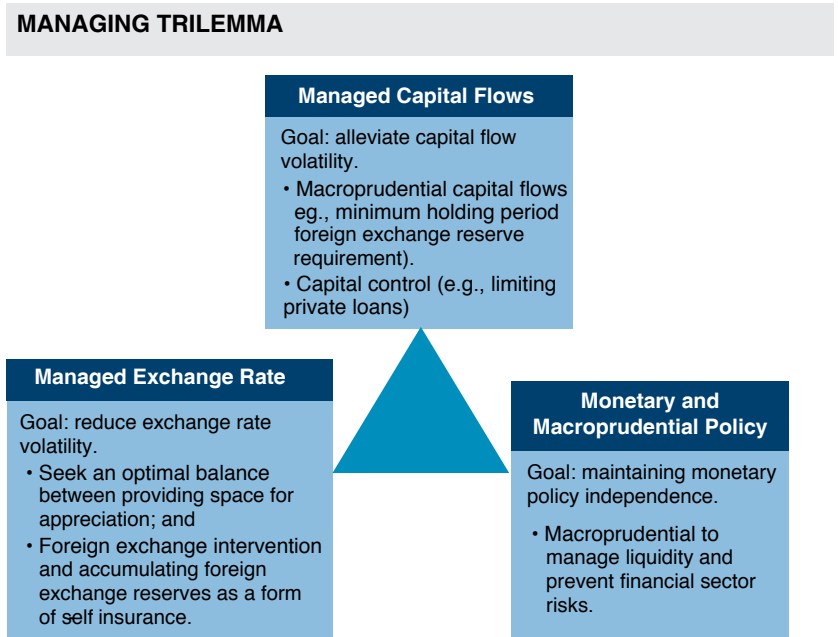 MANAGING TRILEMMA
Managed Capital Flows
Goal: alleviate capital flow
volatility.
• Macroprudential capital flows
eg., minimum holding period
foreign exchange reserve
requirement).
• Capital control (e.g., limiting
private loans)
Managed Exchange Rate
Goal: reduce exchange rate
volatility.
• Seek an optimal balance
between providing space for
appreciation; and
• Foreign exchange intervention
and accumulating foreign
exchange reserves as a form
of self insurance.
Monetary and
Macroprudential Policy
Goal: maintaining monetary
policy independence.
• Macroprudential to
manage liquidity and
prevent financial sector
risks.